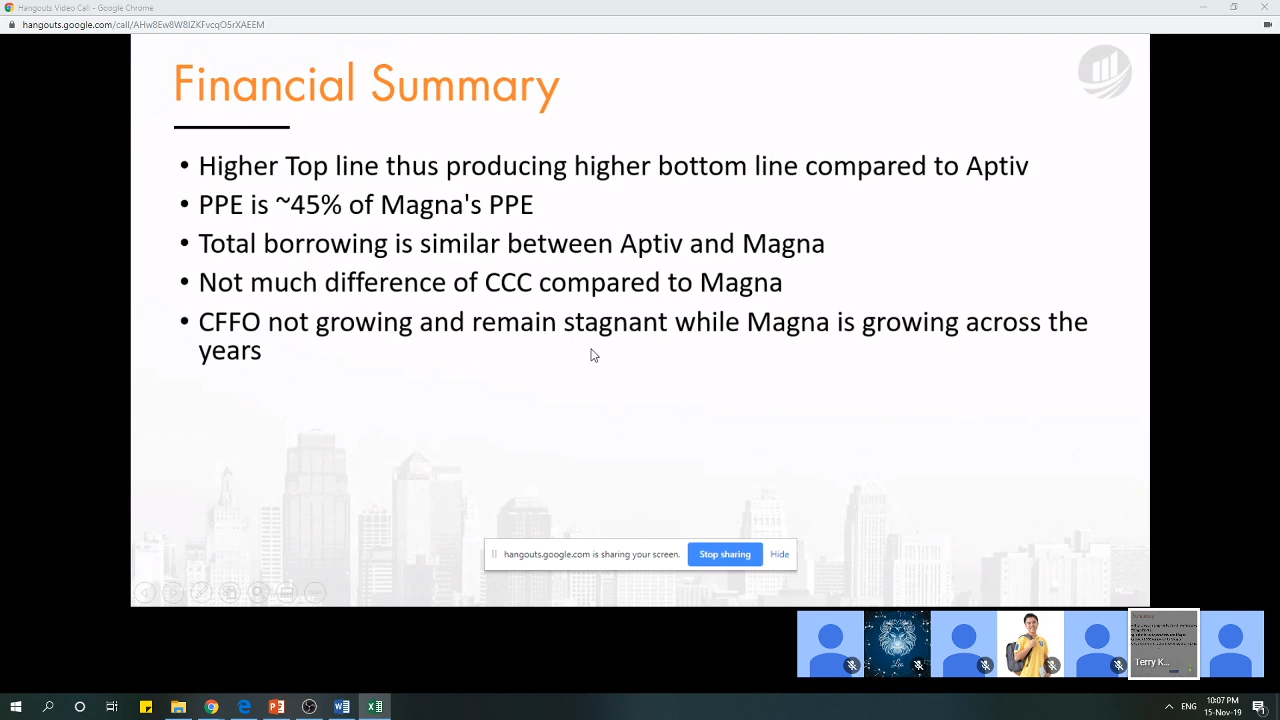 Hangouts Video Call - Google Chrome
hangouts.google.com/call/AHw8Ew8W8IZKFvcqO5rXAEEM
Financial Summary
• Higher Top line thus producing higher bottom line compared to Aptiv
• PPE is ~45% of Magna's PPE
• Total borrowing is similar between Aptiv and Magna
• Not much difference of CCC compared to Magna
• CFFO not growing and remain stagnant while Magna is growing across the
years
hangouts.google.com is sharing your screen. Stop sharing Hide
Leo
Terry K...
ENG
10:07 PM
15-Nov-19